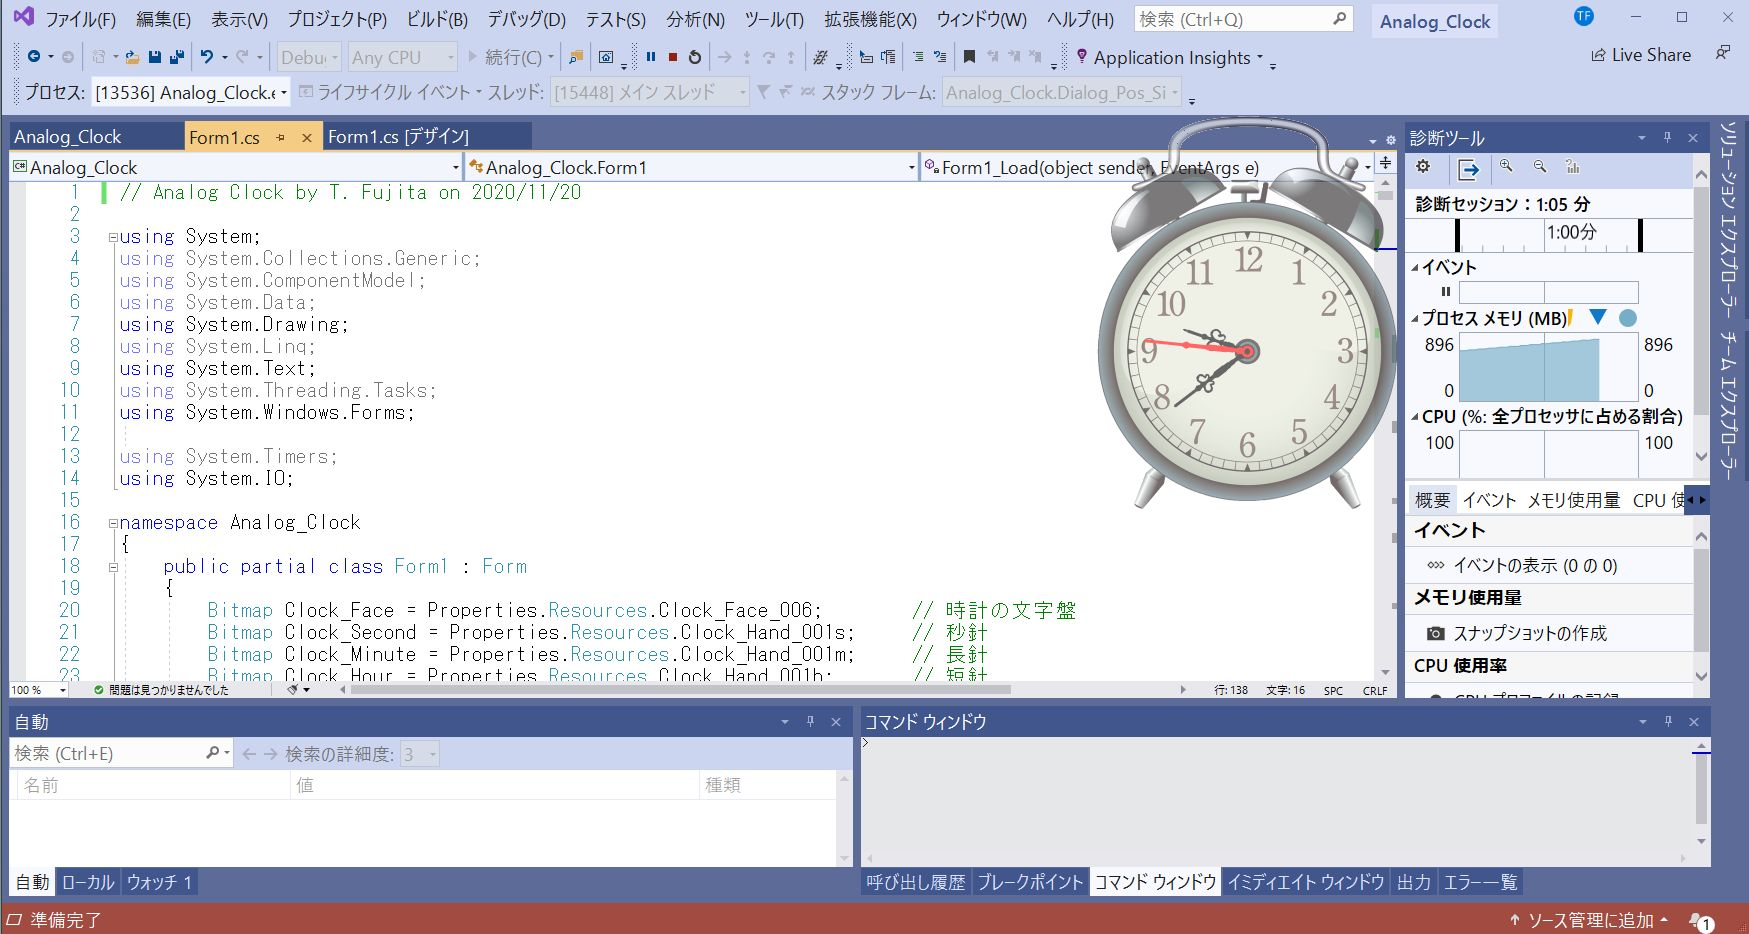 ファイル(F) 編集(E) 表示(V) プロジェクト(P) ビルド(B) デバッグ(D) テスト(S) 分析(N) ツール(T) 拡張機能(X) ウィンドウ(W) ヘルプ(H) 検索 (Ctrl+Q) Analog_Clock TF
Debu Any CPU 続行(C) Application Insights Live Share
プロセス: [13536] Analog_Clock.e ライフサイクル イベント スレッド: [15448] メイン スレッド スタック フレーム: Analog_Clock.Dialog_Pos_Si
Analog_Clock Form1.cs Form1.cs [デザイン]
Analog_Clock Analog_Clock.Form1 Form1_Load(object sender, EventArgs e)
1 // Analog Clock by T. Fujita on 2020/11/20
2
3 using System;
4 using System.Collections.Generic;
5 using System.ComponentModel;
6 using System.Data;
7 using System.Drawing;
8 using System.Linq;
9 using System.Text;
10 using System.Threading.Tasks;
11 using System.Windows.Forms;
12
13 using System.Timers;
14 using System.IO;
15
16 namespace Analog_Clock
17 {
18 public partial class Form1 : Form
19 {
20 Bitmap Clock_Face = Properties.Resources.Clock_Face_006; // 時計の文字盤
21 Bitmap Clock_Second = Properties.Resources.Clock_Hand_001s; // 秒針
22 Bitmap Clock_Minute = Properties.Resources.Clock_Hand_001m; // 長針
23 Bitmap Clock_Hour = Properties.Resources.Clock_Hand_001h; // 短針
12 1 2 3 4 5 6 7 8 9 10 11
100 % 問題は見つかりませんでした 行: 138 文字: 16 SPC CRLF
診断ツール
診断セッション：1:05 分
1:00分
イベント
プロセス メモリ (MB)
896 896
0 0
CPU (%: 全プロセッサに占める割合)
100 100
概要 イベント メモリ使用量 CPU 使
イベント
イベントの表示 (0 の 0)
メモリ使用量
スナップショットの作成
CPU 使用率
CPU プロファイルの記録
ソリューション エクスプローラー
チーム エクスプローラー
自動
検索 (Ctrl+E) 検索の詳細度: 3
名前 値 種類
自動 ローカル ウォッチ 1
コマンド ウィンドウ
>
呼び出し履歴 ブレークポイント コマンド ウィンドウ イミディエイト ウィンドウ 出力 エラー一覧
準備完了 ソース管理に追加 1